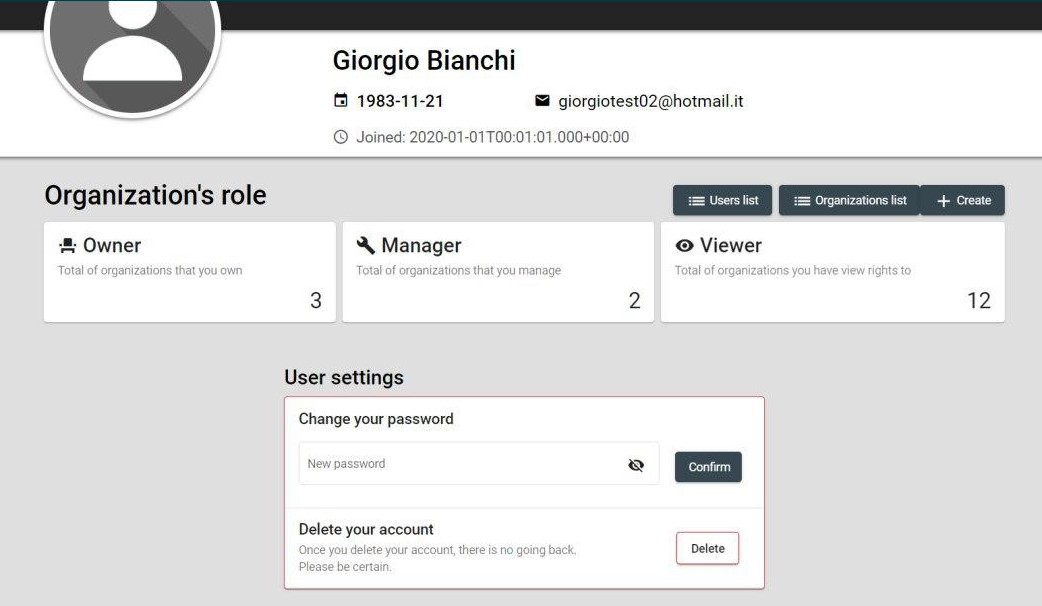 Giorgio Bianchi
1983-11-21
giorgiotest02@hotmail.it
Joined: 2020-01-01T00:01:01.000+00:00
Organization's role
Users list
Organizations list
Create
Owner
Total of organizations that you own
3
Manager
Total of organizations that you manage
2
Viewer
Total of organizations you have view rights to
12
User settings
Change your password
New password
Confirm
Delete your account
Once you delete your account, there is no going back.
Please be certain.
Delete